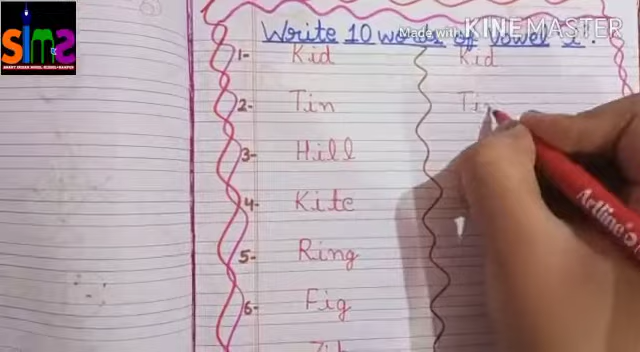 SIMS
Made with KINEMASTER
Write 10 words of vowel 'i'.
1- Kid Kid
2- Tin Tin
3- Hill
4- Kite
5- Ring
6- Fig
Artline